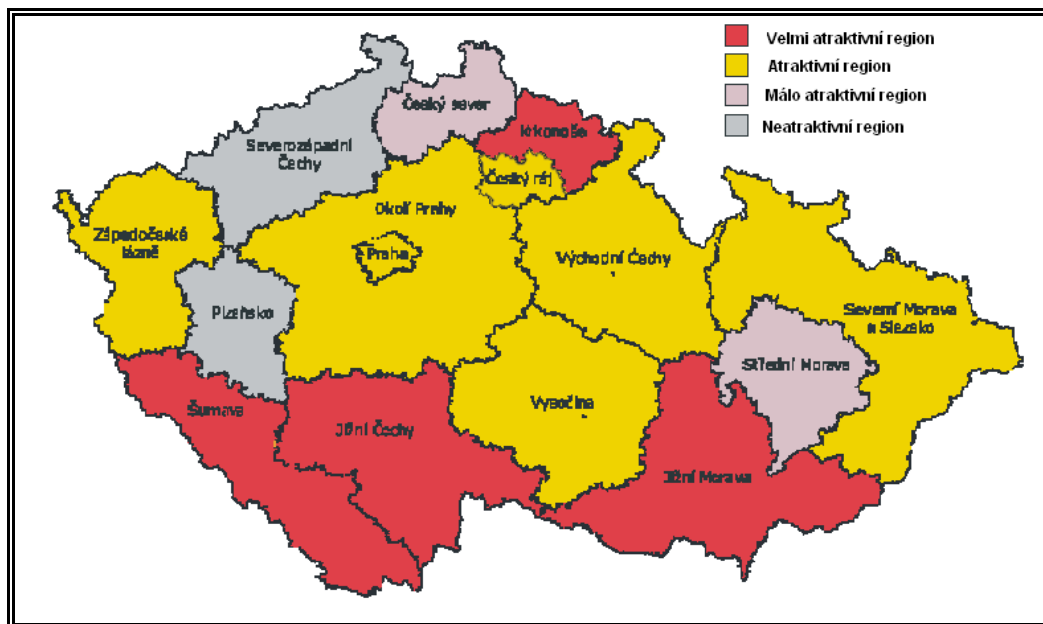 Velmi atraktivní region
Atraktivní region
Málo atraktivní region
Neatraktivní region
Český sever
Krkonoše
Severozápadní
Čechy
Český ráj
Okolí Prahy
Západočeské
lázně
Praha
Východní Čechy
Plzeňsko
Severní Morava
a Slezsko
Střední Morava
Šumava
Jižní Čechy
Vysočina
Jižní Morava